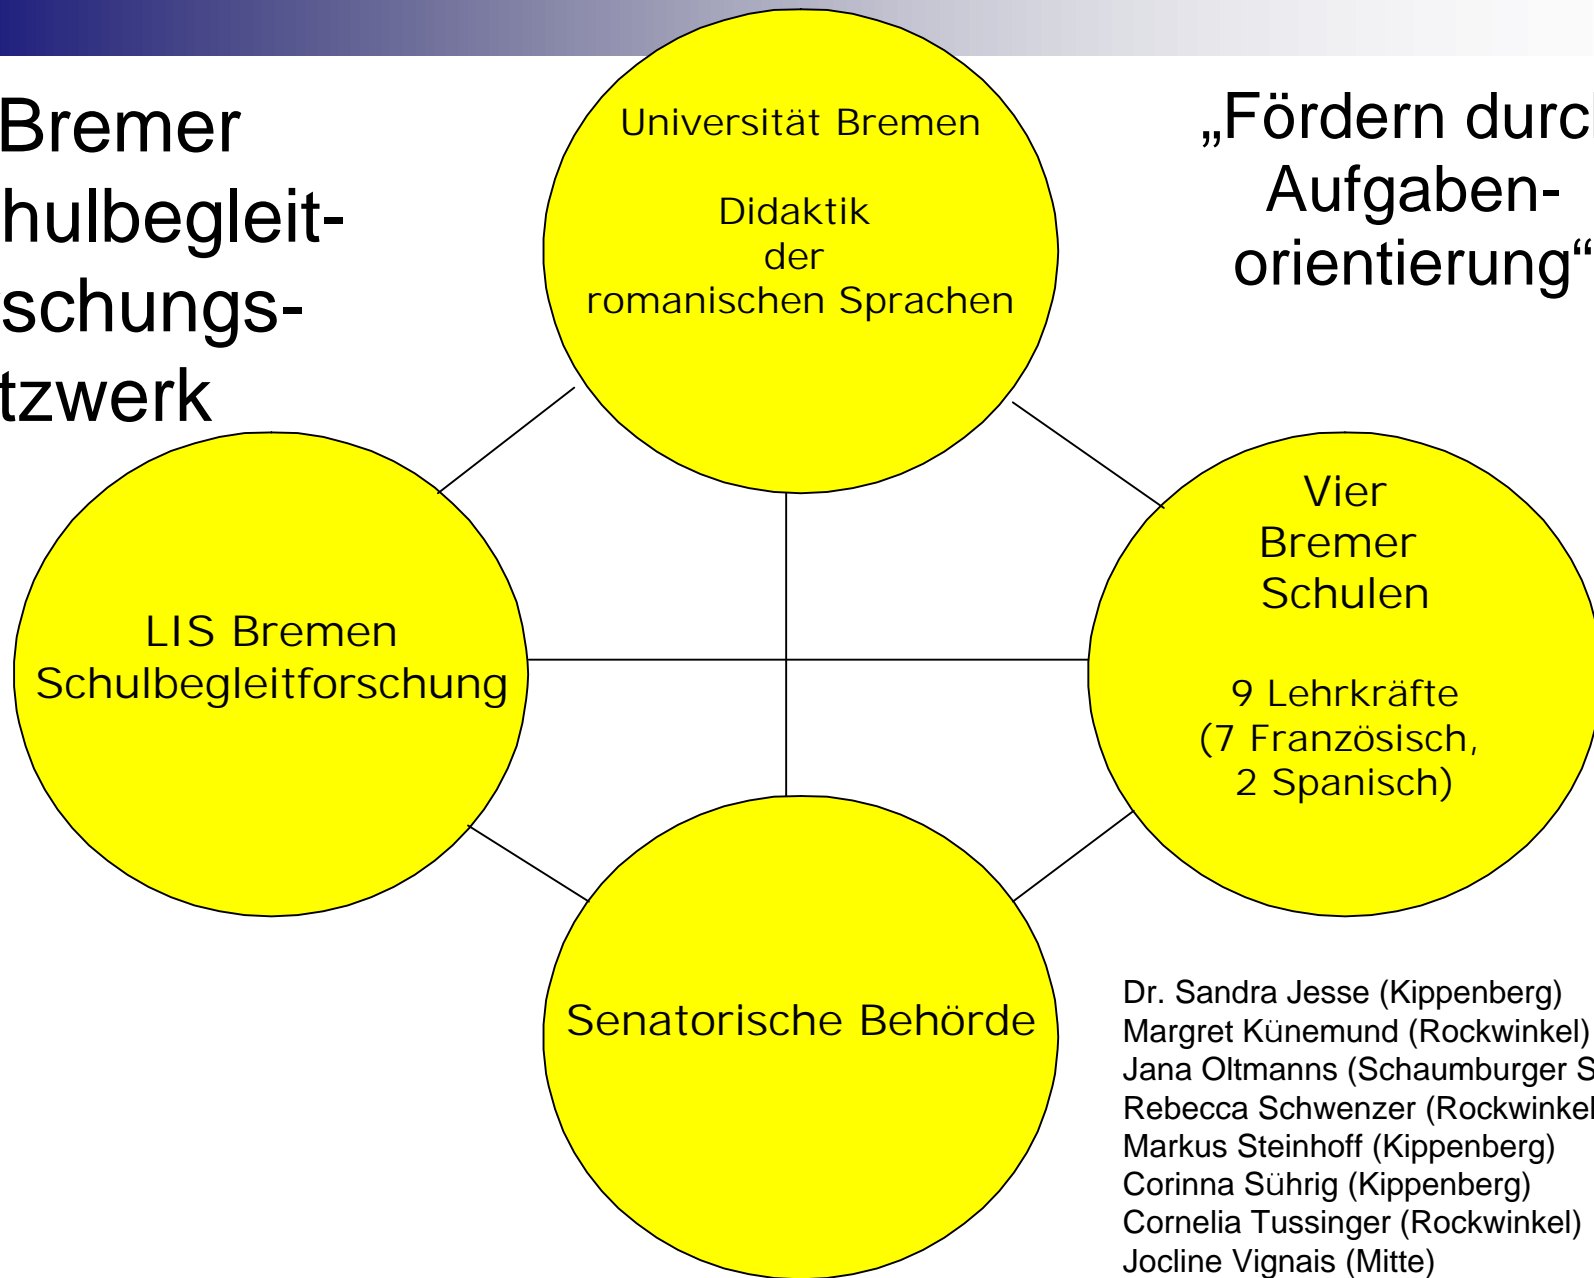 Bremer
hulbegleit-
schungs-
tzwerk
„Fördern durch
Aufgaben-
orientierung“
Universität Bremen
Didaktik
der
romanischen Sprachen
LIS Bremen
Schulbegleitforschung
Vier
Bremer
Schulen
9 Lehrkräfte
(7 Französisch,
2 Spanisch)
Senatorische Behörde
Dr. Sandra Jesse (Kippenberg)
Margret Künemund (Rockwinkel)
Jana Oltmanns (Schaumburger S
Rebecca Schwenzer (Rockwinkel
Markus Steinhoff (Kippenberg)
Corinna Sührig (Kippenberg)
Cornelia Tussinger (Rockwinkel)
Jocline Vignais (Mitte)